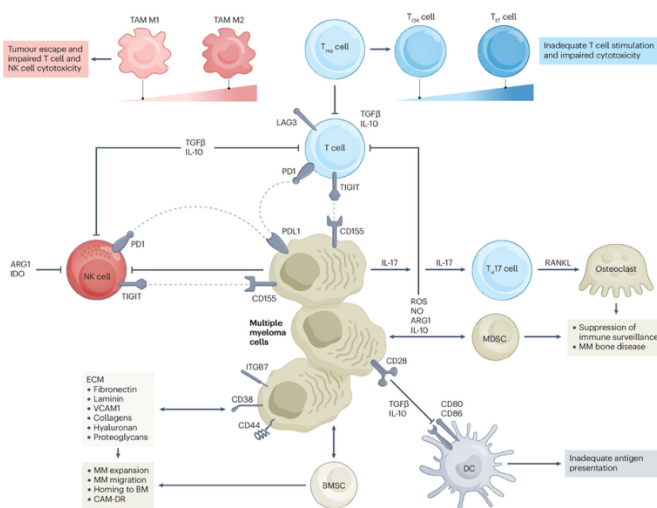 TAM M1
TAM M2
Tumour escape and
impaired T cell and
NK cell cytotoxicity
Treg cell
TCM cell
TET cell
Inadequate T cell stimulation
and impaired cytotoxicity
LAG3
TGFβ
IL-10
T cell
TGFβ
IL-10
PD1
TIGIT
PD1
PDL1
CD155
ARG1
IDO
NK cell
TIGIT
CD155
IL-17
IL-17
TH17 cell
RANKL
Osteoclast
ROS
NO
ARG1
IL-10
Multiple
myeloma
cells
MDSC
• Suppression of
immune surveillance
• MM bone disease
CD28
ITGB7
CD38
CD44
ECM
• Fibronectin
• Laminin
• VCAM1
• Collagens
• Hyaluronan
• Proteoglycans
TGFβ
IL-10
CD80
CD86
DC
Inadequate antigen
presentation
• MM expansion
• MM migration
• Homing to BM
• CAM-DR
BMSC